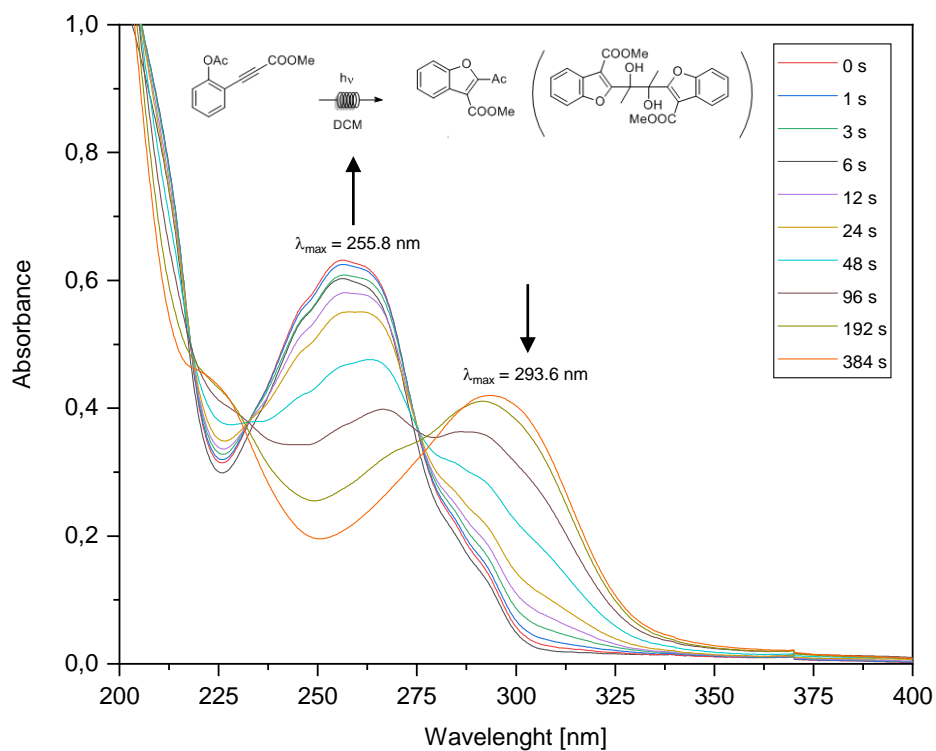 1,0
0,8
0,6
0,4
0,2
0,0
Absorbance
200 225 250 275 300 325 350 375 400
Wavelenght [nm]
OAc
COOMe
hν
DCM
O
Ac
COOMe
COOMe
OH
O
O
OH
MeOOC
λmax = 255.8 nm
λmax = 293.6 nm
0 s
1 s
3 s
6 s
12 s
24 s
48 s
96 s
192 s
384 s